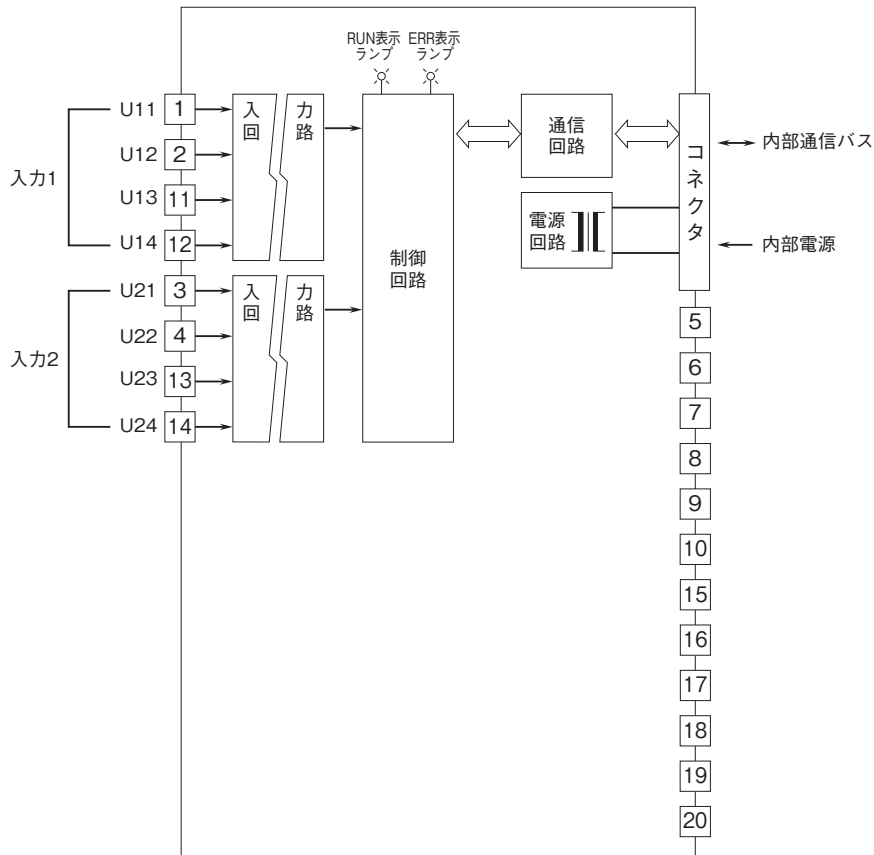 RUN表示
ランプ
ERR表示
ランプ
入力1
U11 1
U12 2
U13 11
U14 12
入力回路
入力2
U21 3
U22 4
U23 13
U24 14
入力回路
制御
回路
通信
回路
電源
回路
コネクタ
内部通信バス
内部電源
5
6
7
8
9
10
15
16
17
18
19
20